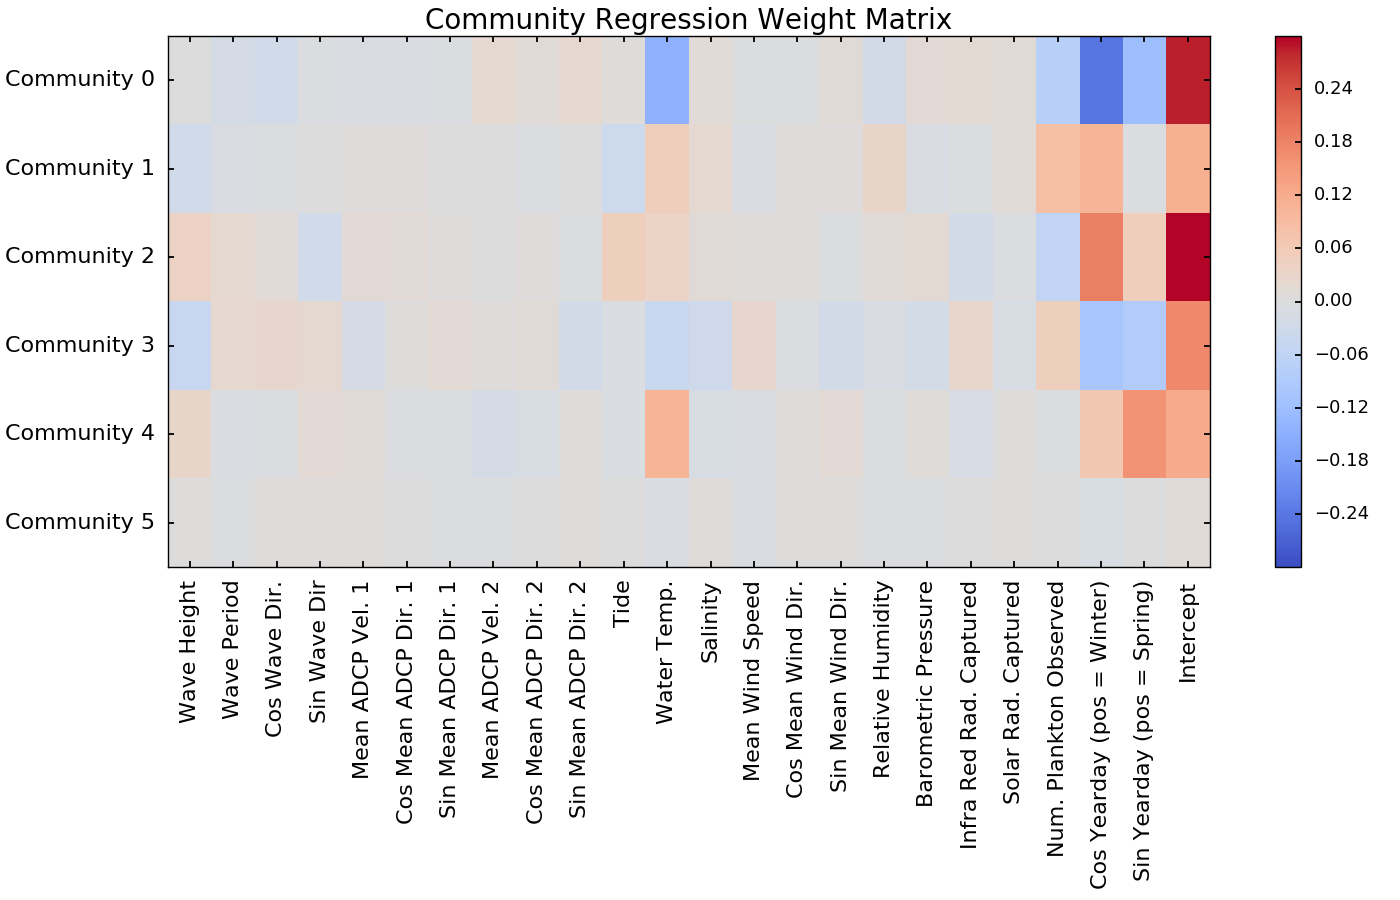 Community Regression Weight Matrix
Community 0
Community 1
Community 2
Community 3
Community 4
Community 5
Wave Height
Wave Period
Cos Wave Dir.
Sin Wave Dir
Mean ADCP Vel. 1
Cos Mean ADCP Dir. 1
Sin Mean ADCP Dir. 1
Mean ADCP Vel. 2
Cos Mean ADCP Dir. 2
Sin Mean ADCP Dir. 2
Tide
Water Temp.
Salinity
Mean Wind Speed
Cos Mean Wind Dir.
Sin Mean Wind Dir.
Relative Humidity
Barometric Pressure
Infra Red Rad. Captured
Solar Rad. Captured
Num. Plankton Observed
Cos Yearday (pos = Winter)
Sin Yearday (pos = Spring)
Intercept
0.24
0.18
0.12
0.06
0.00
−0.06
−0.12
−0.18
−0.24